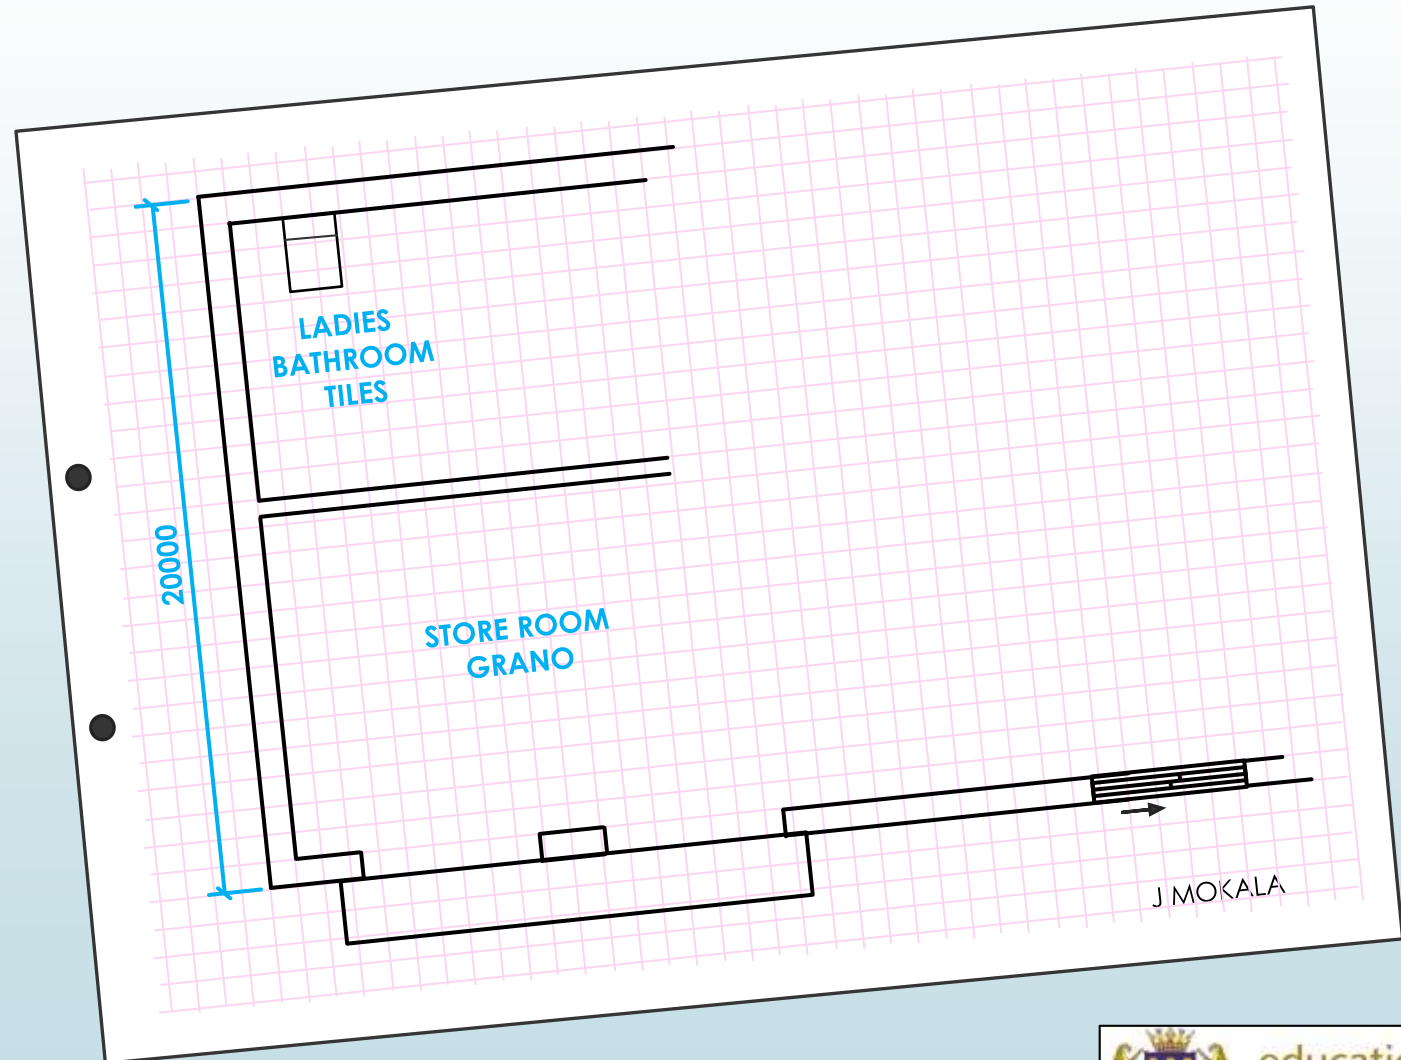 LADIES
BATHROOM
TILES
20000
STORE ROOM
GRANO
J MOKALA